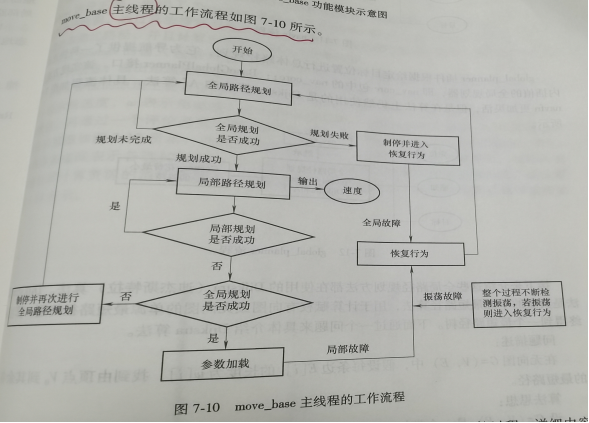 _base 功能模块示意图
move_base 主线程的工作流程如图 7-10 所示。
开始
全局路径规划
全局规划
是否成功
规划失败
制停并进入
恢复行为
规划未完成
规划成功
局部路径规划
输出
速度
是
局部规划
是否成功
全局故障
恢复行为
否
制停并再次进行
全局路径规划
否
全局规划
是否成功
振荡故障
整个过程不断检
测振荡，若振荡
则进入恢复行为
是
参数加载
局部故障
图 7-10 move_base 主线程的工作流程